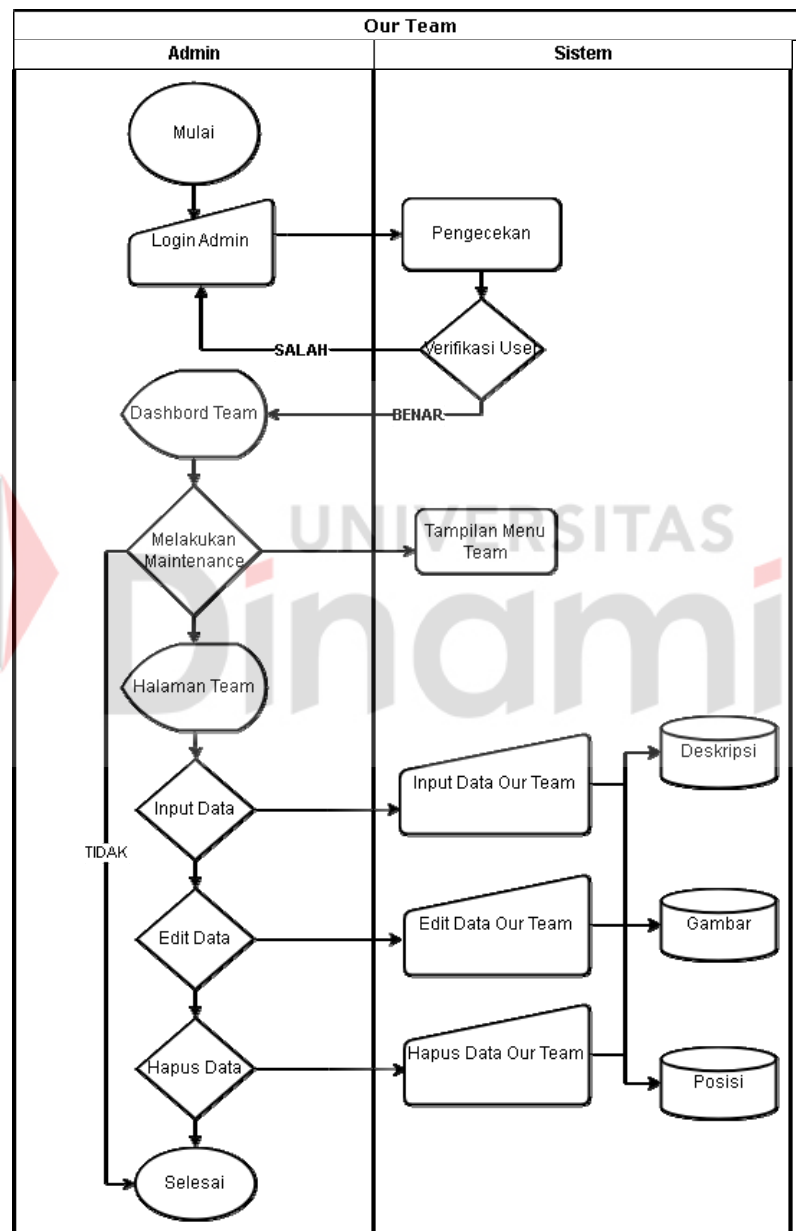 Our Team
Admin
Sistem
Mulai
Login Admin
Pengecekan
Verifikasi User
SALAH
BENAR
Dashbord Team
UNIVERSITAS
Dinami
Melakukan
Maintenance
Tampilan Menu
Team
Halaman Team
Deskripsi
Input Data
Input Data Our Team
TIDAK
Edit Data
Edit Data Our Team
Gambar
Hapus Data
Hapus Data Our Team
Posisi
Selesai